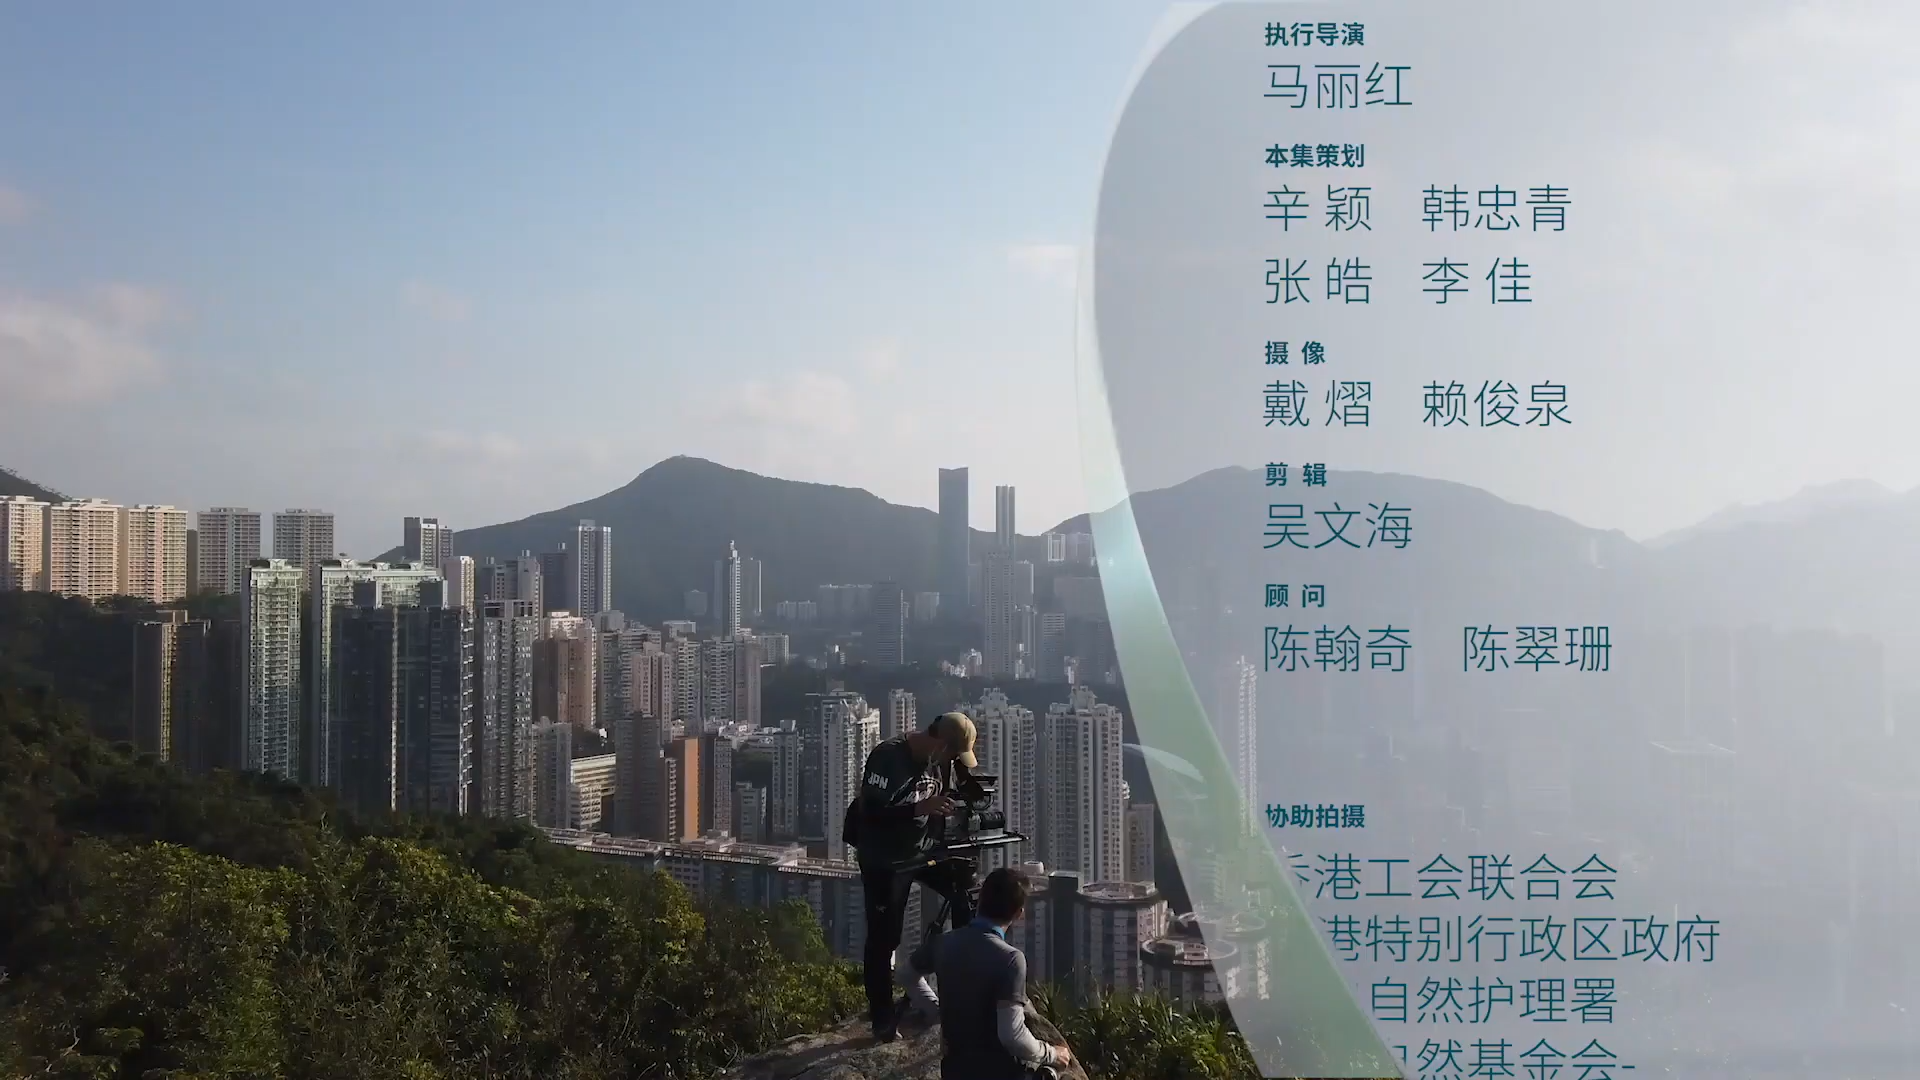 执行导演
马丽红
本集策划
辛 颖 韩忠青
张 皓 李 佳
摄 像
戴 熠 赖俊泉
剪 辑
吴文海
顾 问
陈翰奇 陈翠珊
协助拍摄
港工会联合会
港特别行政区政府
自然护理署
然基金会-
JPN